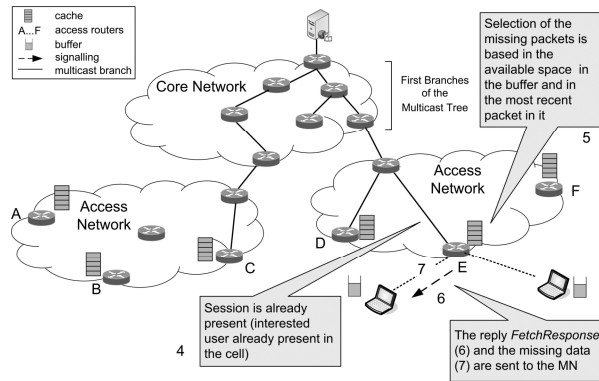 cache
A...F access routers
buffer
signalling
multicast branch
Core Network
First Branches
of the
Multicast Tree
Selection of the
missing packets is
based in the
available space in
the buffer and in
the most recent
packet in it
5
Access
Network
A
B
C
Access
Network
D
E
F
7
6
4
Session is already
present (interested
user already present in
the cell)
The reply FetchResponse
(6) and the missing data
(7) are sent to the MN